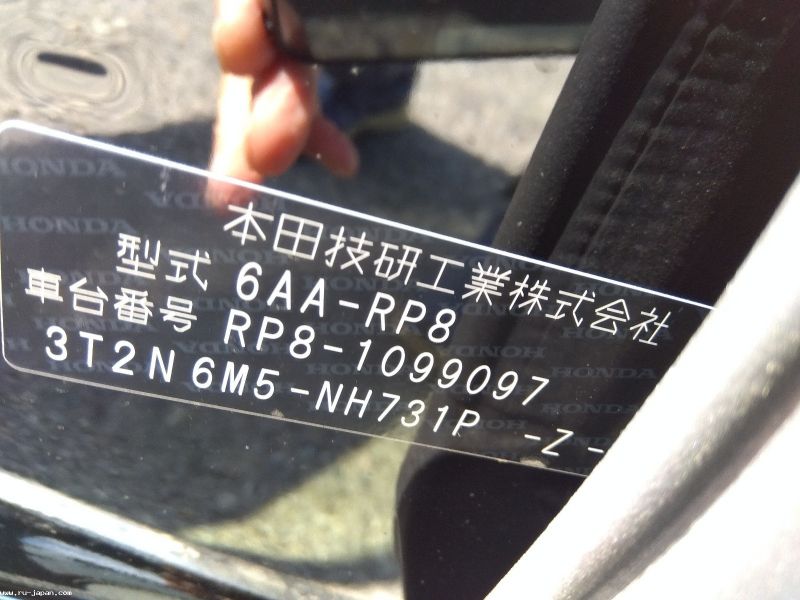 本田技研工業株式会社
型式 6AA-RP8
車台番号 RP8-1099097
3T2N6M5-NH731P -Z-
HONDA
www.ru-japan.com